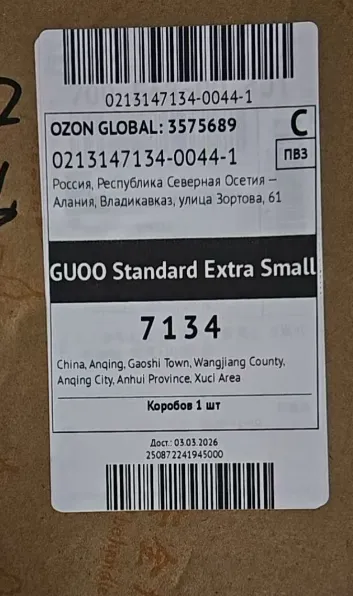 0213147134-0044-1
OZON GLOBAL: 3575689
C
0213147134-0044-1
ПВЗ
Россия, Республика Северная Осетия —
Алания, Владикавказ, улица Зортова, 61
GUOO Standard Extra Small
7134
China, Anqing, Gaoshi Town, Wangjiang County,
Anqing City, Anhui Province, Xuci Area
Коробов 1 шт
Дост.: 03.03.2026
250872241945000